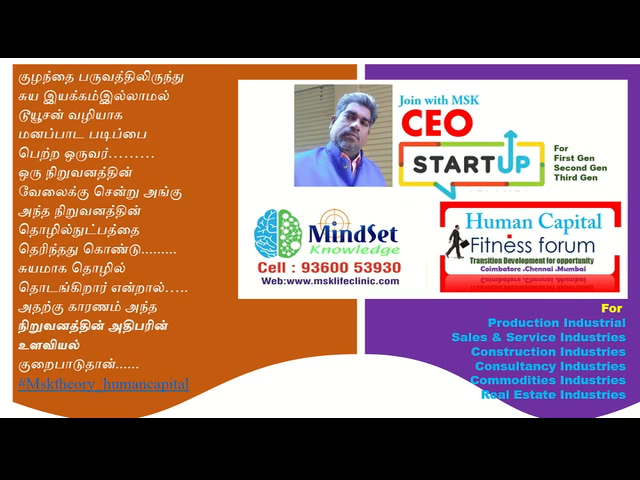 குழந்தை பருவத்திலிருந்து
சுய இயக்கம்இல்லாமல்
டுயூசன் வழியாக
மனப்பாட படிப்பை
பெற்ற ஒருவர்.........
ஒரு நிறுவனத்தின்
வேலைக்கு சென்று அங்கு
அந்த நிறுவனத்தின்
தொழில்நுட்பத்தை
தெரிந்தது கொண்டு.........
சுயமாக தொழில்
தொடங்கிறார் என்றால்.....
அதற்கு காரணம் அந்த
நிறுவனத்தின் அதிபரின்
உளவியல்
குறைபாடுதான்......
#Msktheory_humancapital
Join with MSK
CEO
STARTUP
For
First Gen
Second Gen
Third Gen
MindSet
Knowledge
Cell : 93600 53930
Web:www.msklifeclinic.com
Human Capital
Fitness forum
Transition Development for opportunity
Coimbatore .Chennai .Mumbai
For
Production Industrial
Sales & Service Industries
Construction Industries
Consultancy Industries
Commodities Industries
Real Estate Industries